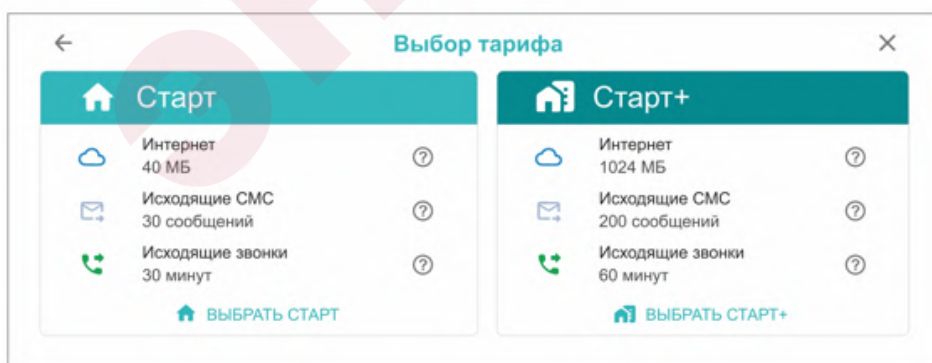 Выбор тарифа
Старт
Интернет
40 МБ
Исходящие СМС
30 сообщений
Исходящие звонки
30 минут
ВЫБРАТЬ СТАРТ
Старт+
Интернет
1024 МБ
Исходящие СМС
200 сообщений
Исходящие звонки
60 минут
ВЫБРАТЬ СТАРТ+